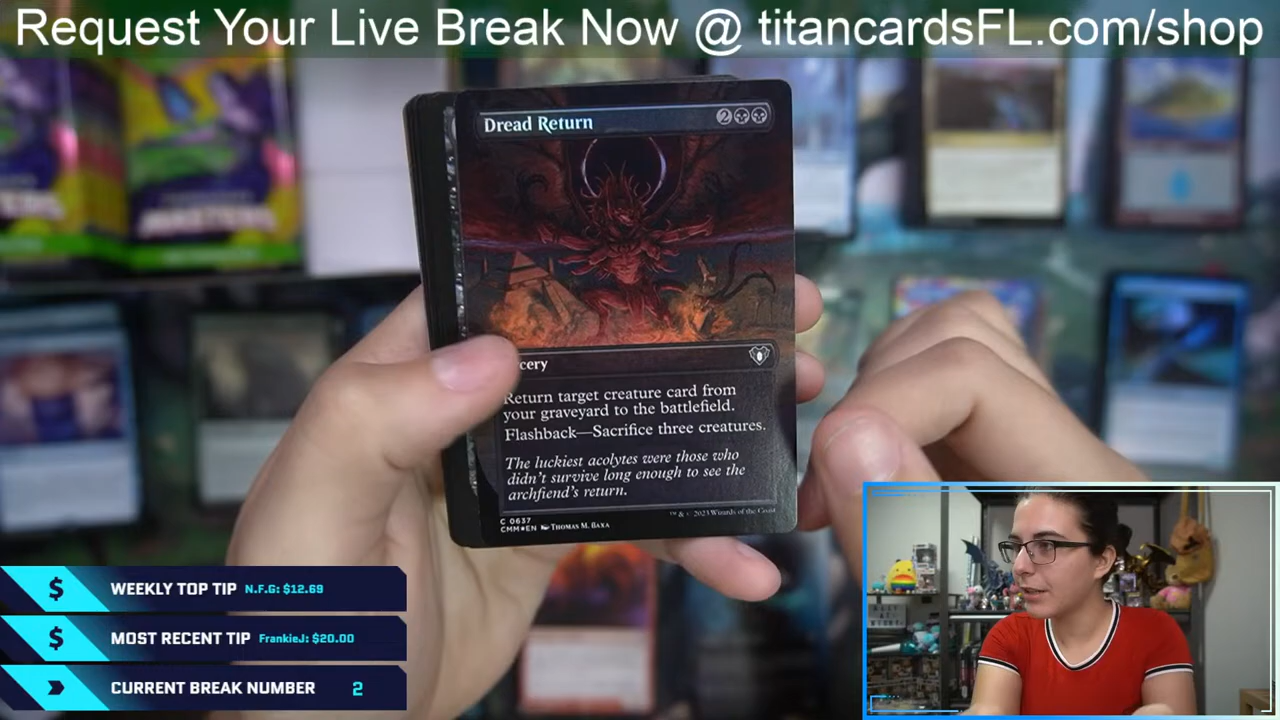 Request Your Live Break Now @ titancardsFL.com/shop
Dread Return
2
Return target creature card from
your graveyard to the battlefield.
Flashback—Sacrifice three creatures.
The luckiest acolytes were those who
didn't survive long enough to see the
archfiend's return.
C 0637
CMM★EN Thomas M. Baxa
™ & © 2023 Wizards of the Coast
$ WEEKLY TOP TIP N.F.G: $12.69
$ MOST RECENT TIP FrankieJ: $20.00
CURRENT BREAK NUMBER 2